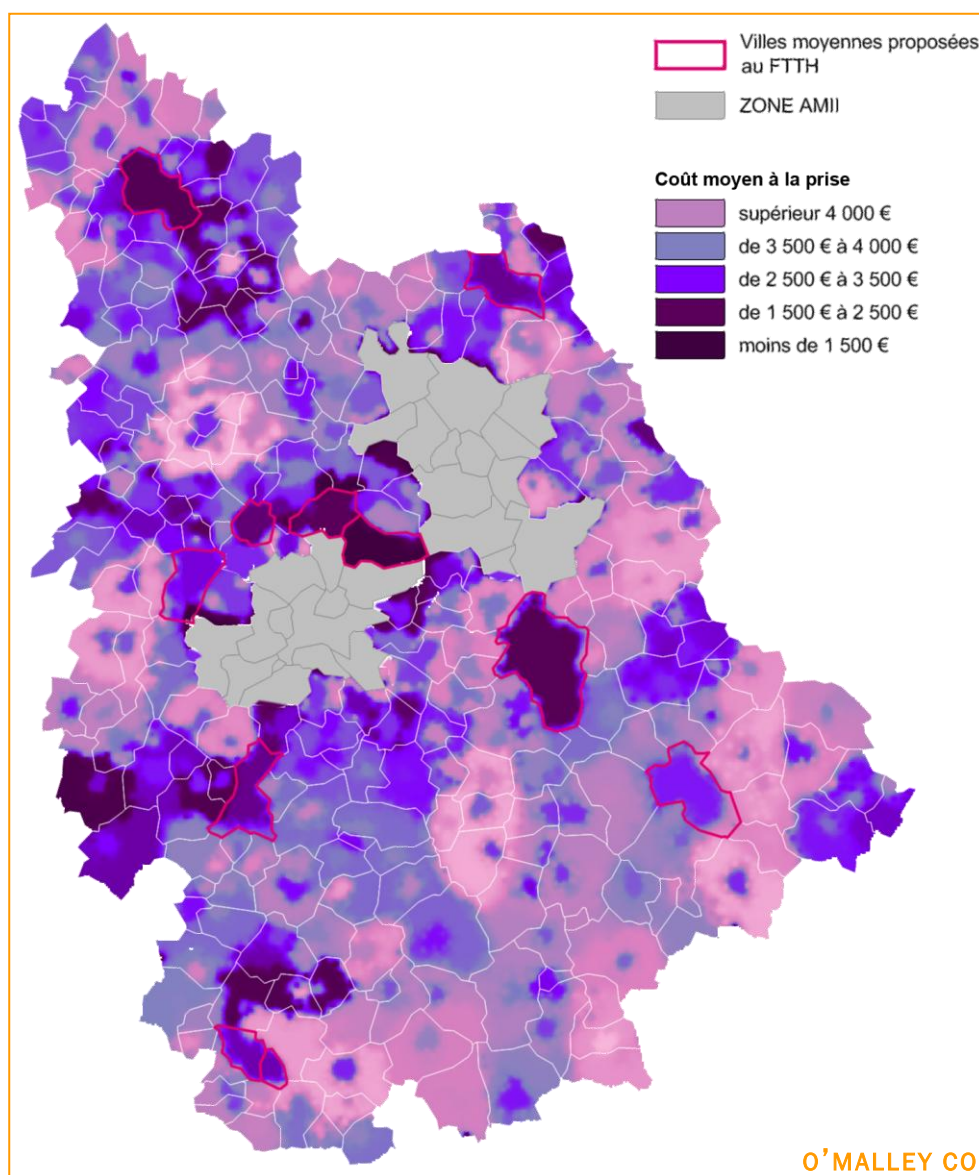 Villes moyennes proposées
au FTTH
ZONE AMII
Coût moyen à la prise
supérieur 4 000 €
de 3 500 € à 4 000 €
de 2 500 € à 3 500 €
de 1 500 € à 2 500 €
moins de 1 500 €
O’MALLEY CO